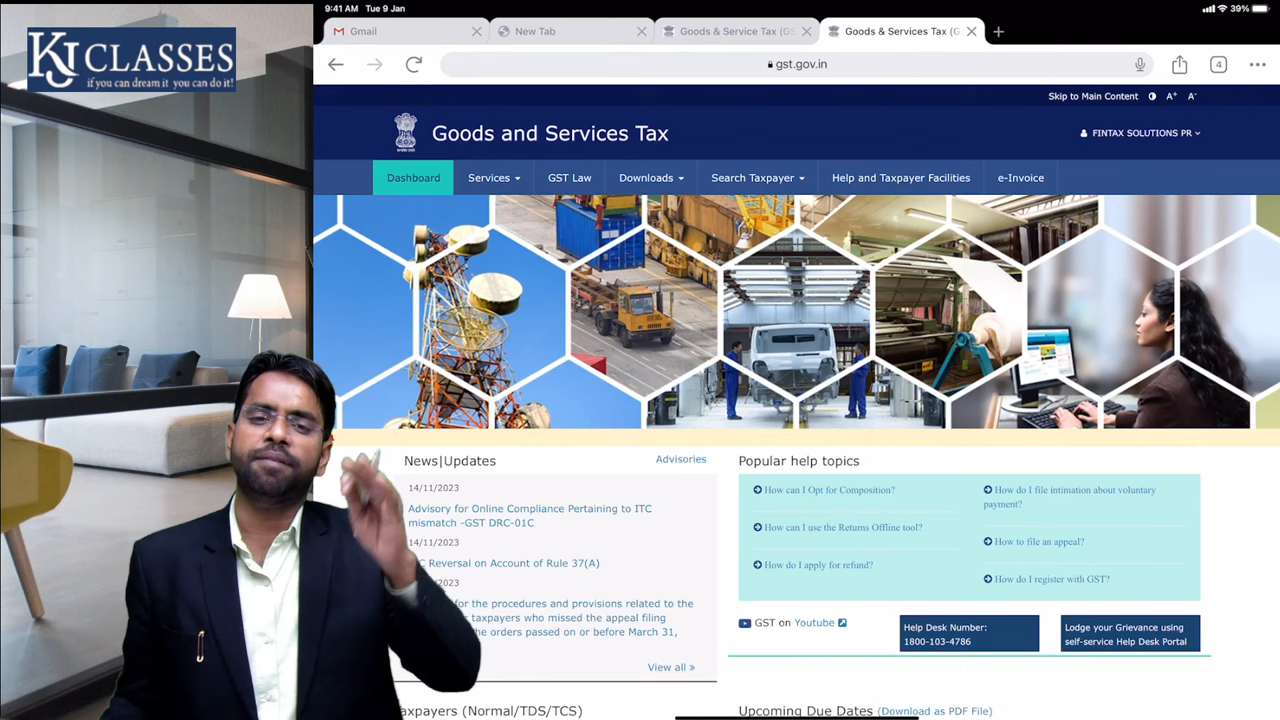 9:41 AM Tue 9 Jan
39%
KJ CLASSES
if you can dream it you can do it!
Gmail
New Tab
Goods & Service Tax (GS
Goods & Services Tax (G
gst.gov.in
4
Skip to Main Content A+ A-
Goods and Services Tax
FINTAX SOLUTIONS PR
Dashboard
Services
GST Law
Downloads
Search Taxpayer
Help and Taxpayer Facilities
e-Invoice
News|Updates
Advisories
14/11/2023
Advisory for Online Compliance Pertaining to ITC
mismatch -GST DRC-01C
14/11/2023
Reversal on Account of Rule 37(A)
/2023
for the procedures and provisions related to the
taxpayers who missed the appeal filing
the orders passed on or before March 31,
View all »
Popular help topics
How can I Opt for Composition?
How can I use the Returns Offline tool?
How do I apply for refund?
How do I file intimation about voluntary
payment?
How to file an appeal?
How do I register with GST?
GST on Youtube
Help Desk Number:
1800-103-4786
Lodge your Grievance using
self-service Help Desk Portal
axpayers (Normal/TDS/TCS)
Upcoming Due Dates (Download as PDF File)